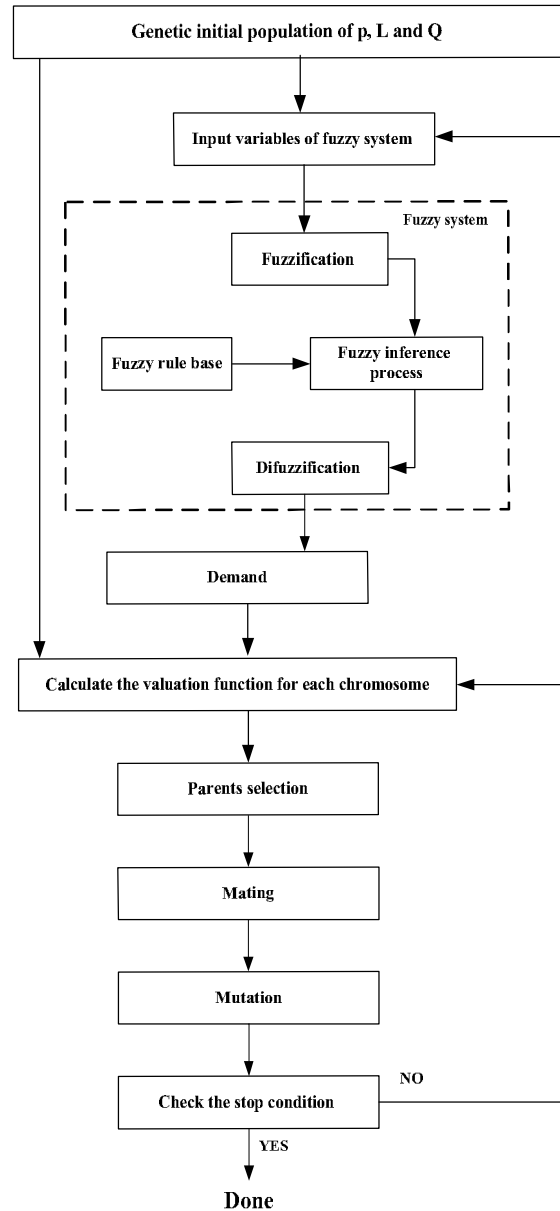 Genetic initial population of p, L and Q
Input variables of fuzzy system
Fuzzy system
Fuzzification
Fuzzy rule base
Fuzzy inference
process
Difuzzification
Demand
Calculate the valuation function for each chromosome
Parents selection
Mating
Mutation
Check the stop condition
NO
YES
Done